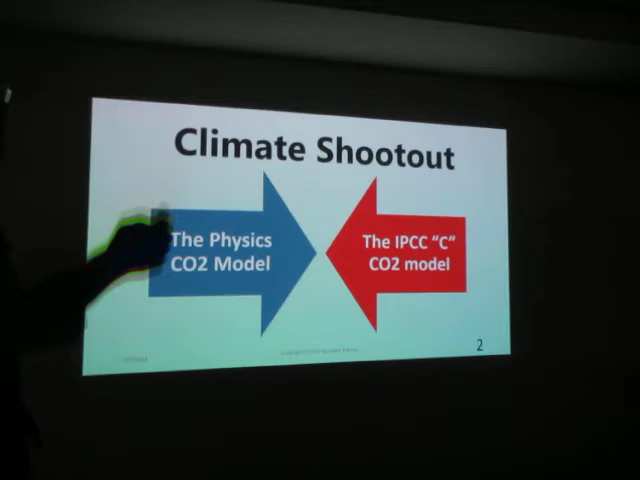 Climate Shootout
The Physics
CO2 Model
The IPCC "C"
CO2 model
2